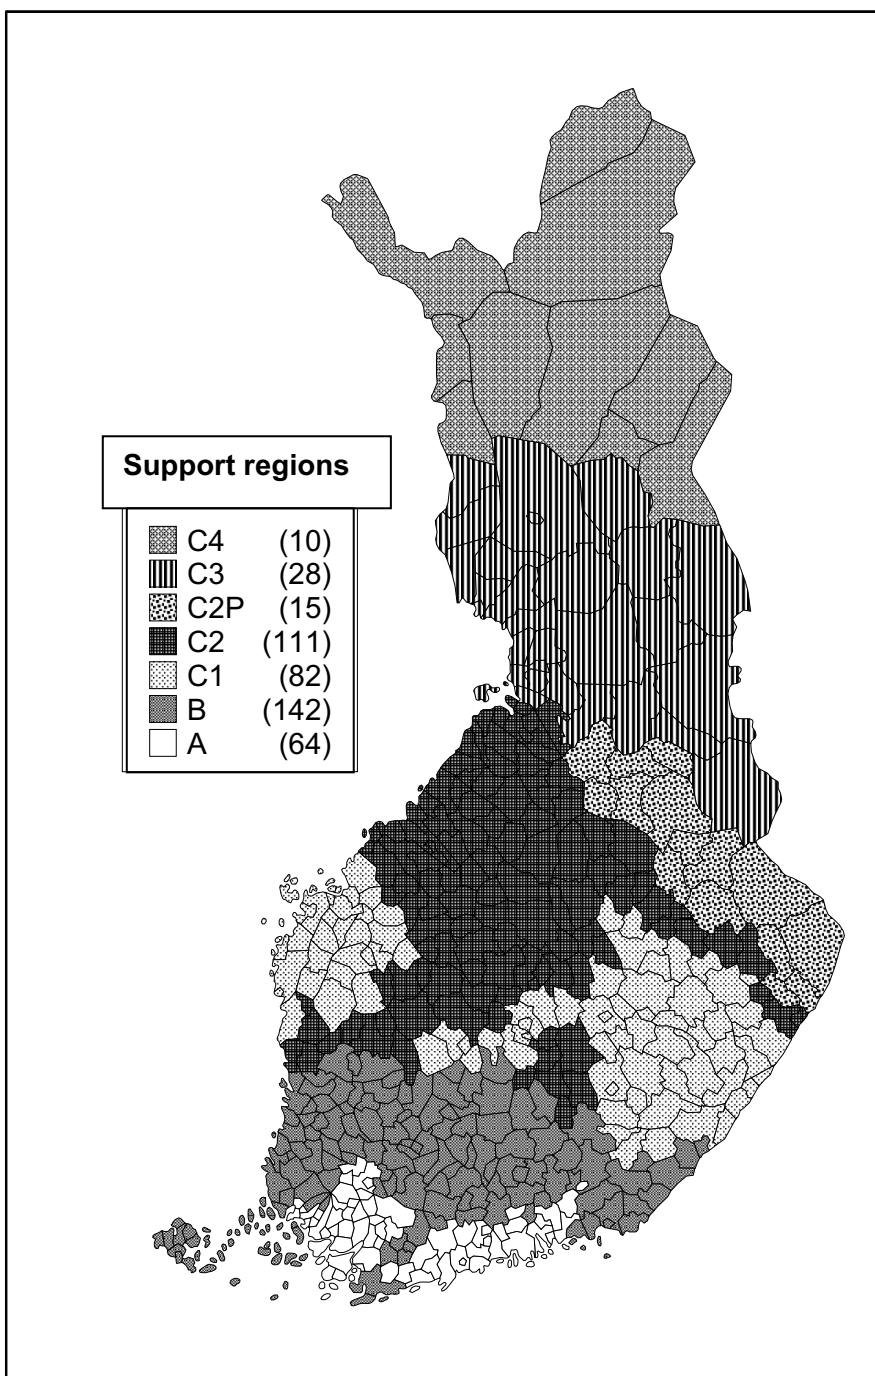 Support regions
C4 (10)
C3 (28)
C2P (15)
C2 (111)
C1 (82)
B (142)
A (64)